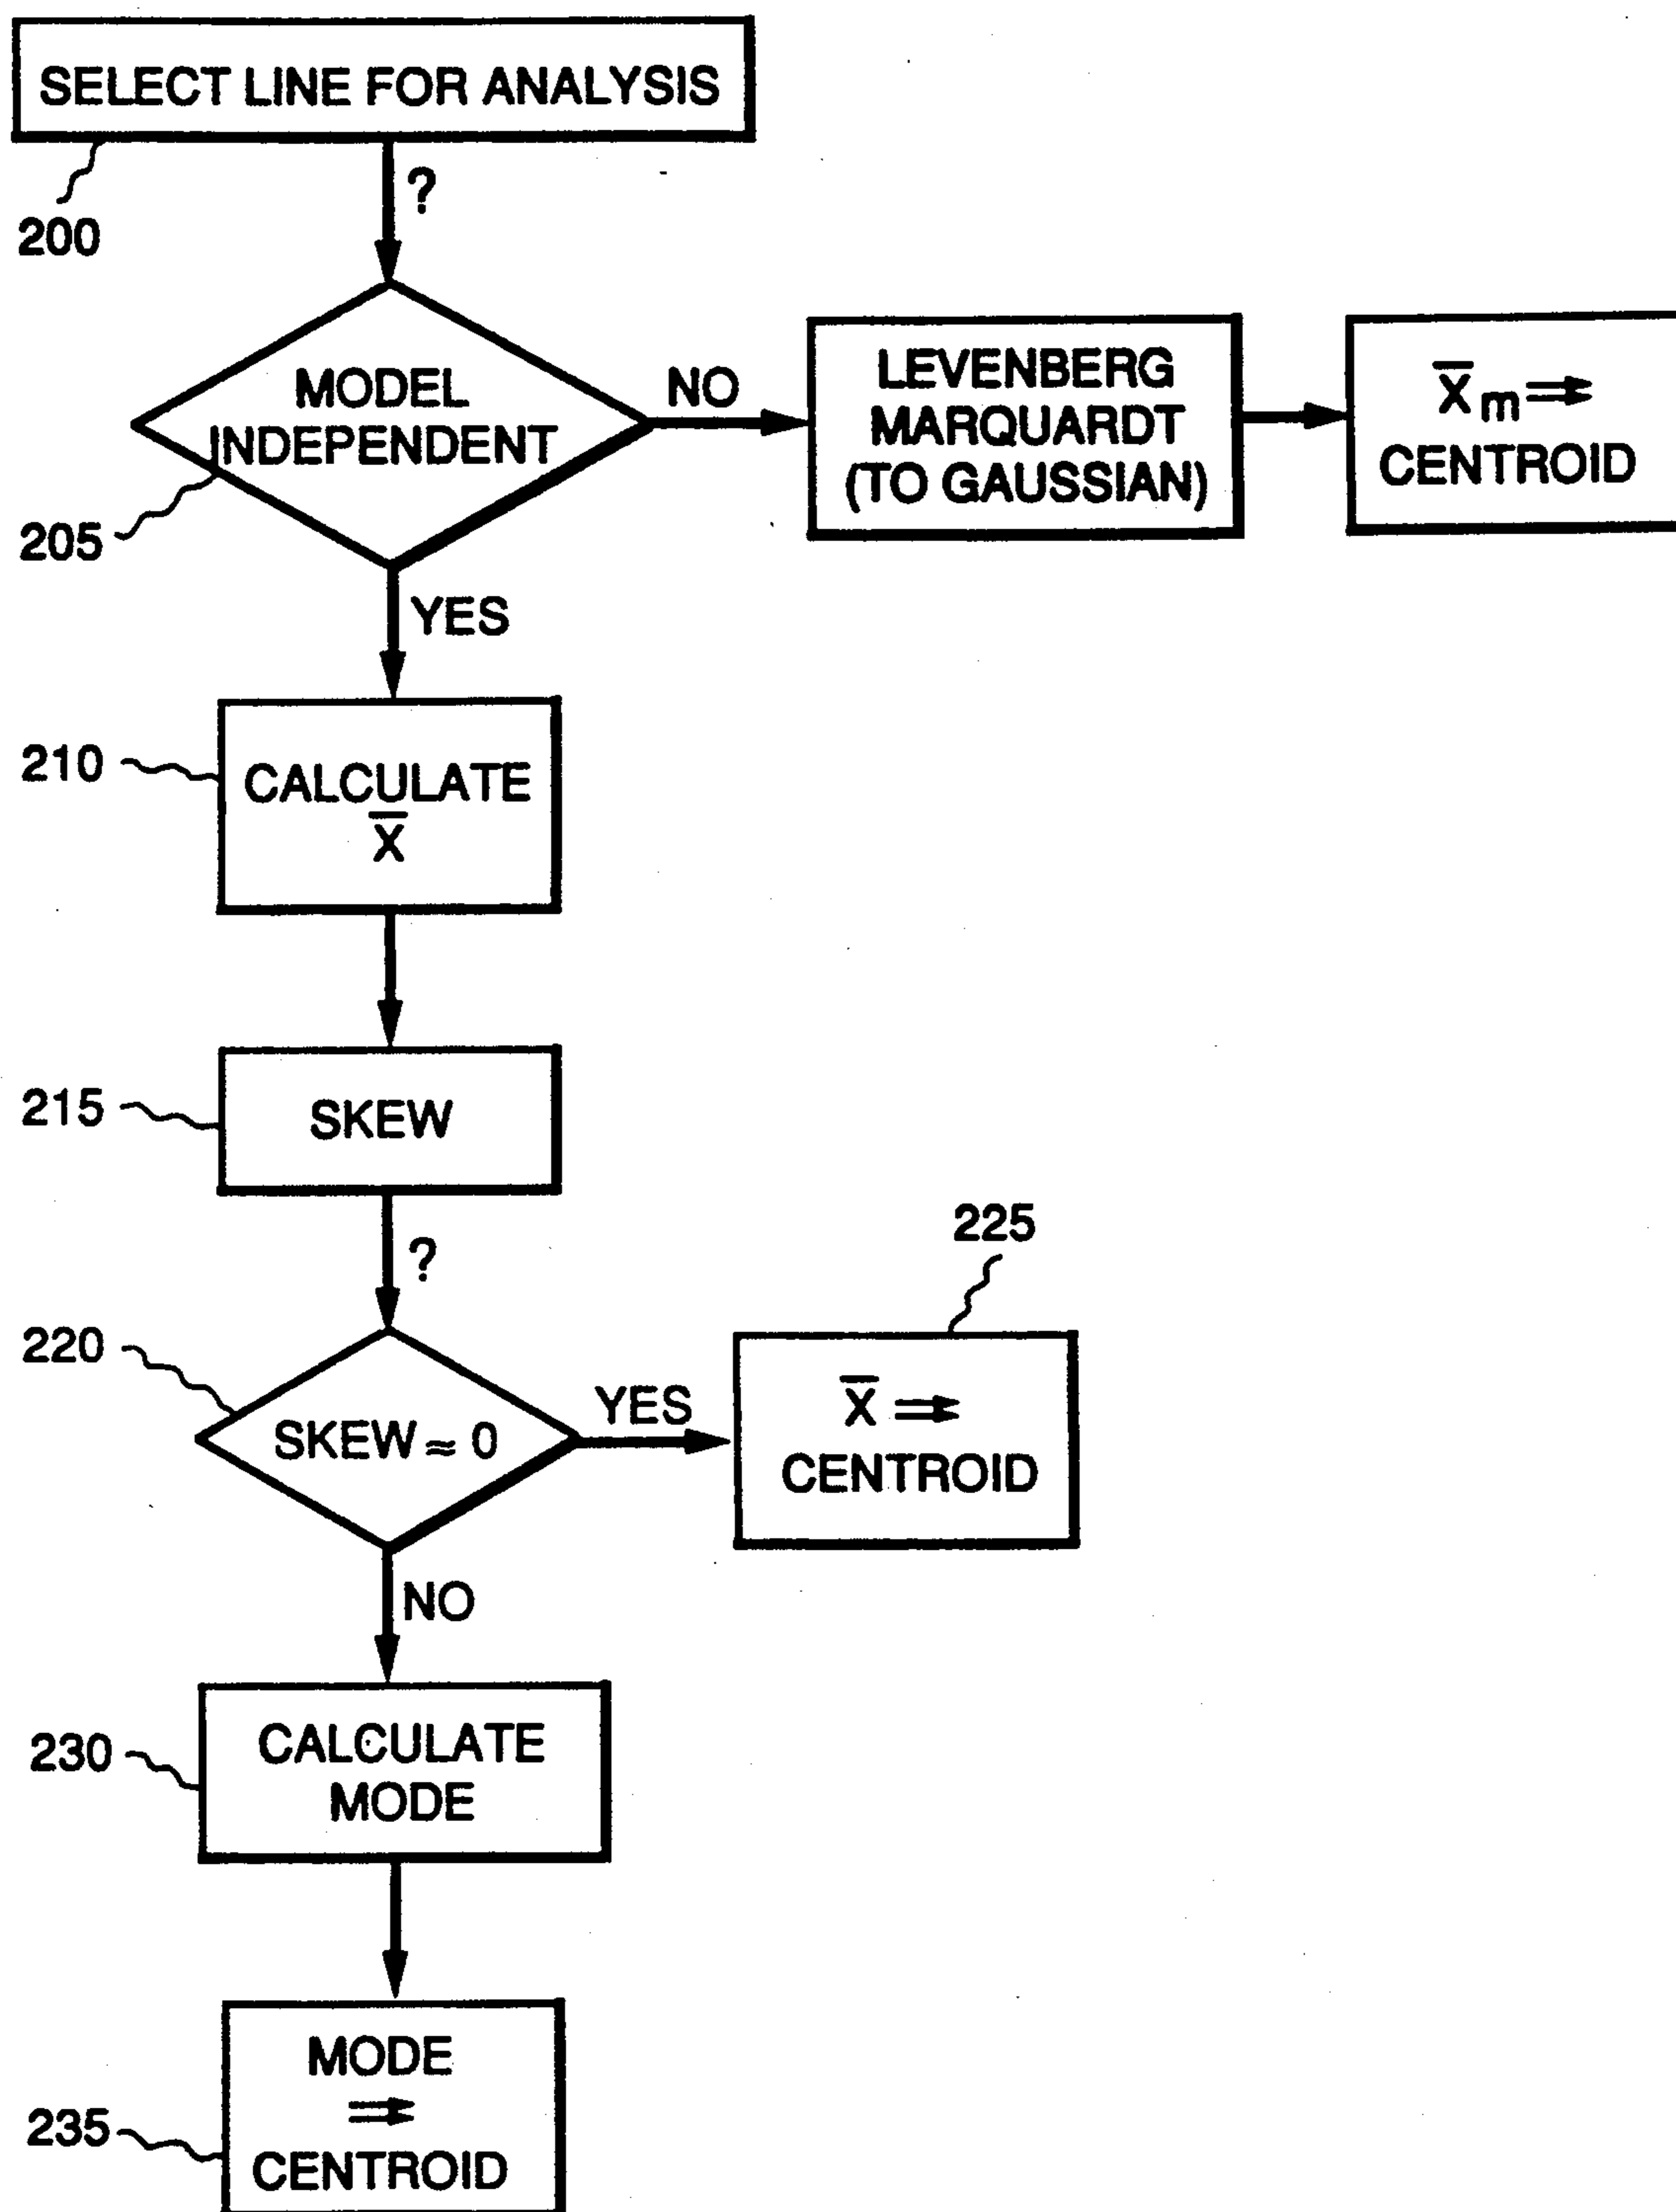 SELECT LINE FOR ANALYSIS
?
200
MODEL
INDEPENDENT
205
NO
LEVENBERG
MARQUARDT
(TO GAUSSIAN)
X̅m ⇒
CENTROID
YES
210
CALCULATE
X̅
215
SKEW
?
220
SKEW ≈ 0
YES
225
X̅ ⇒
CENTROID
NO
230
CALCULATE
MODE
235
MODE
⇒
CENTROID